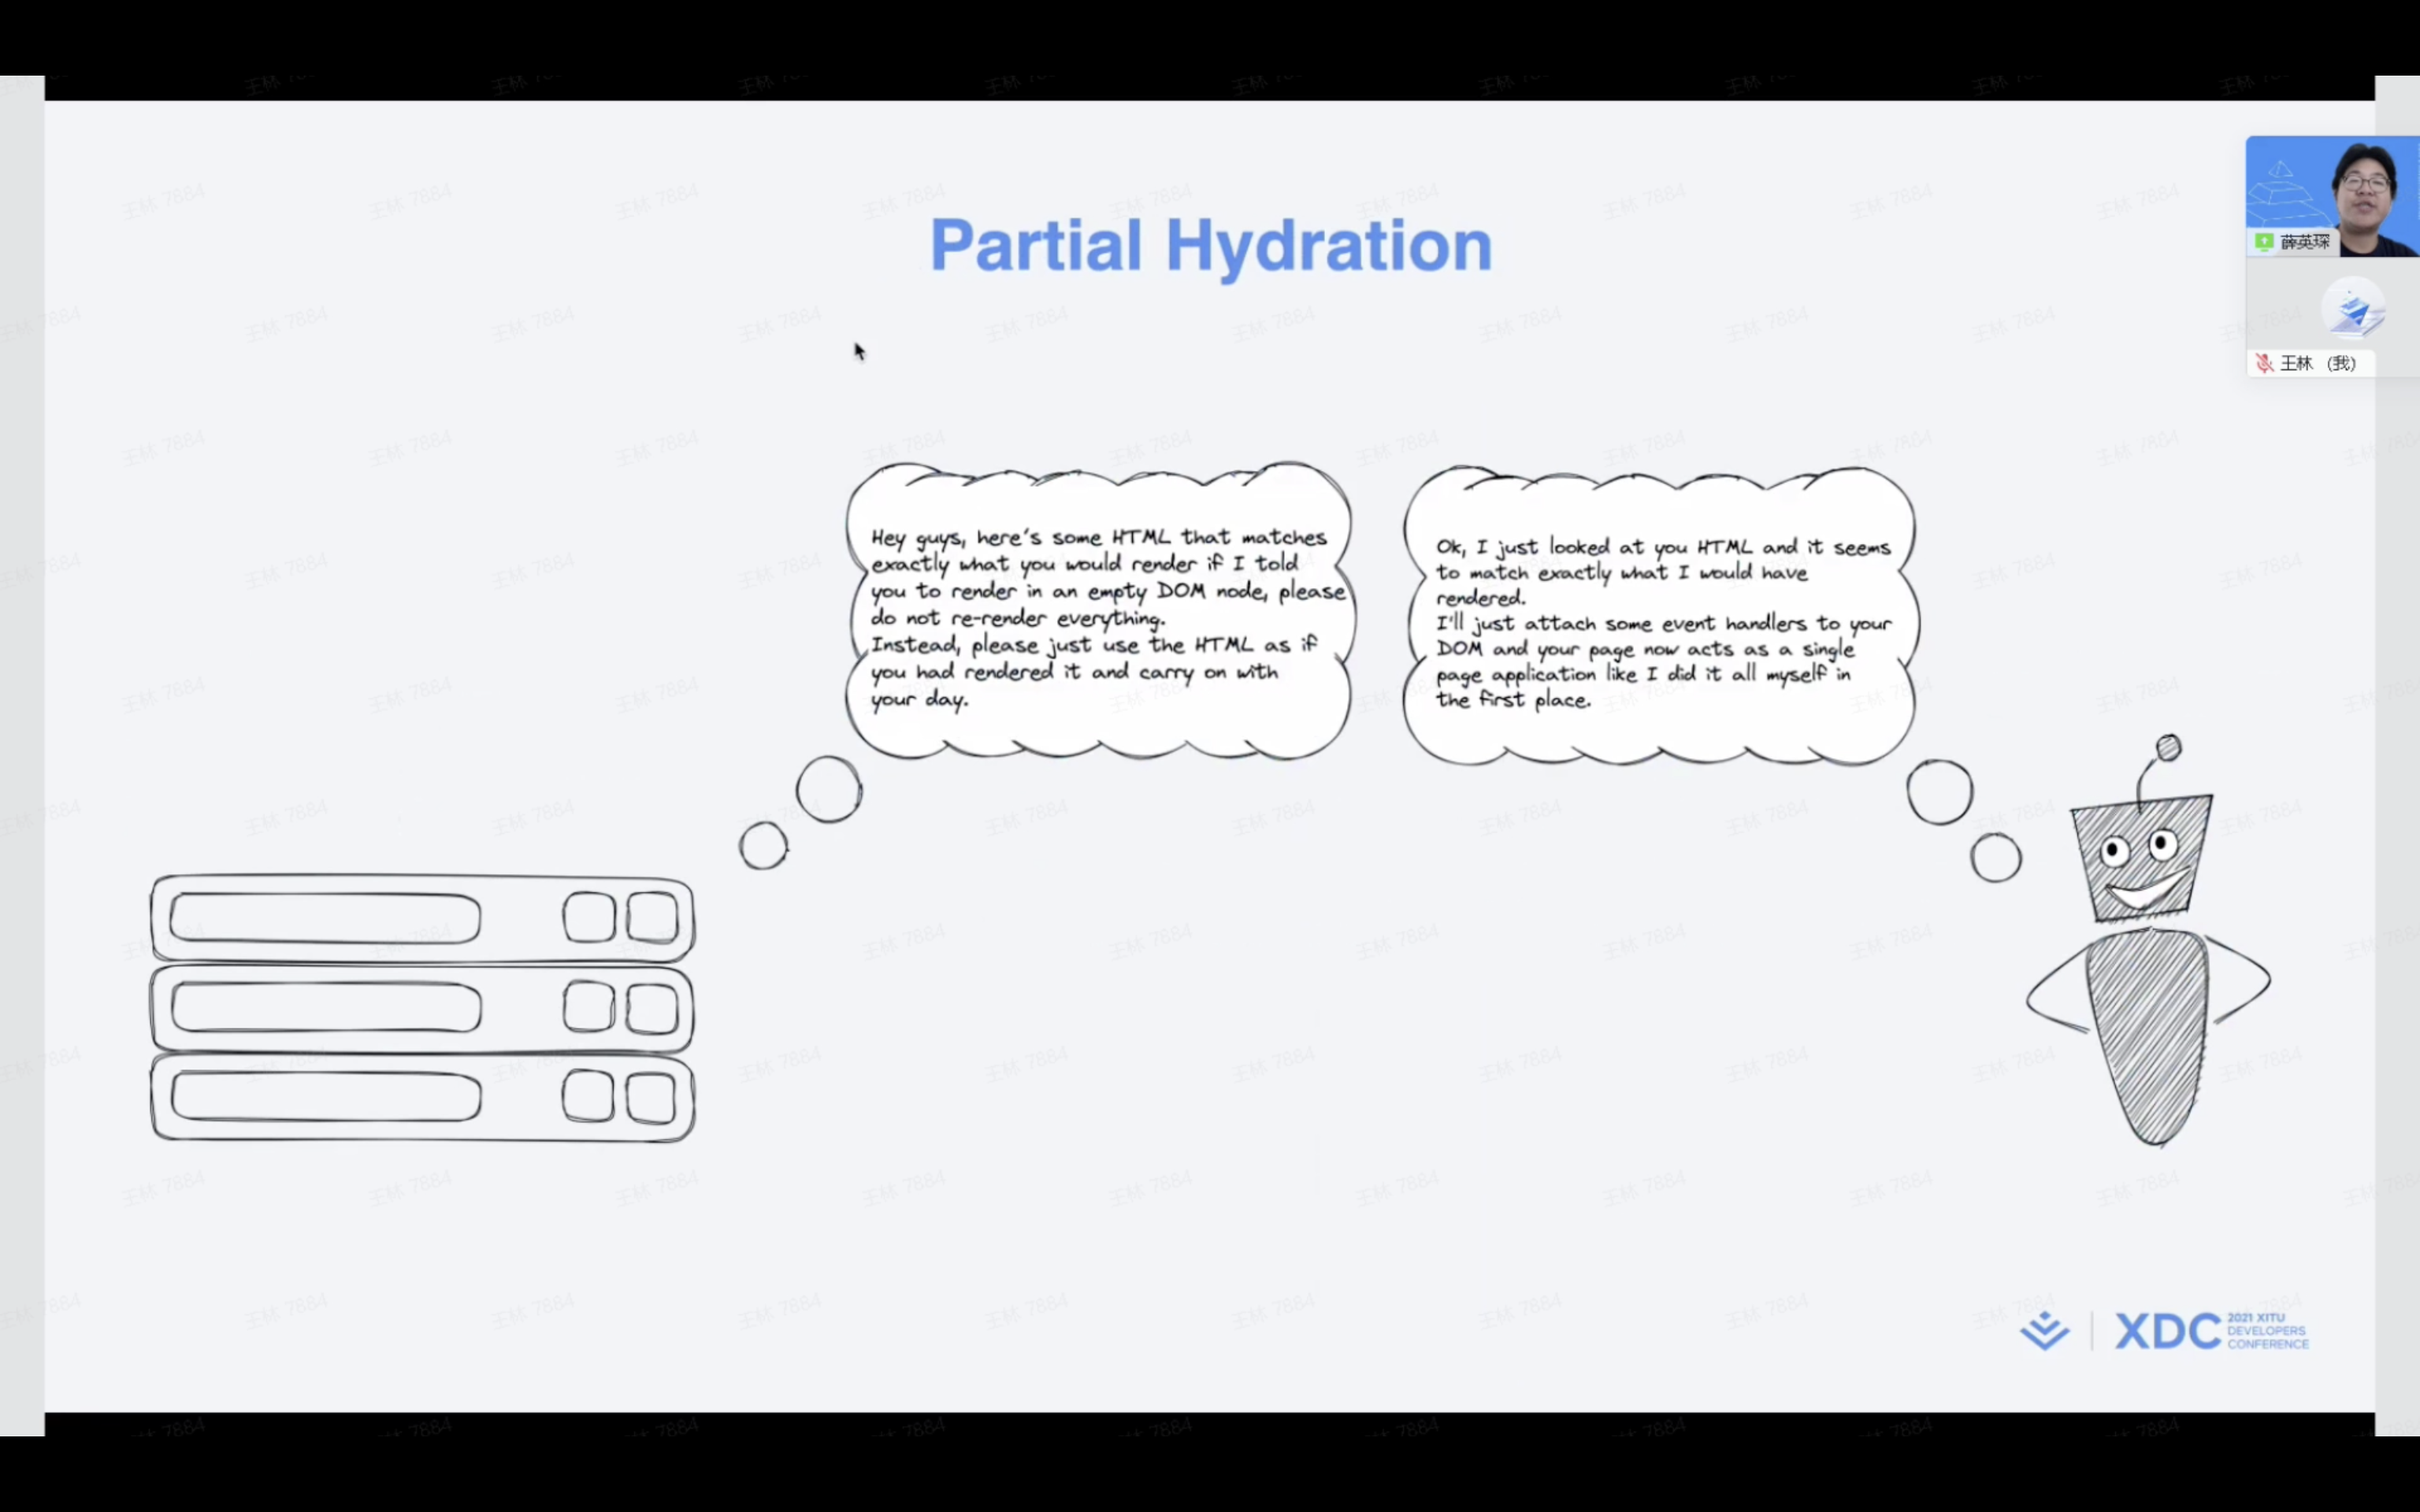 Partial Hydration
薛英琛
王林 (我)
Hey guys, here's some HTML that matches
exactly what you would render if I told
you to render in an empty DOM node, please
do not re-render everything.
Instead, please just use the HTML as if
you had rendered it and carry on with
your day.
Ok, I just looked at you HTML and it seems
to match exactly what I would have
rendered.
I'll just attach some event handlers to your
DOM and your page now acts as a single
page application like I did it all myself in
the first place.
XDC
2021 XITU
DEVELOPERS
CONFERENCE
王林 7884